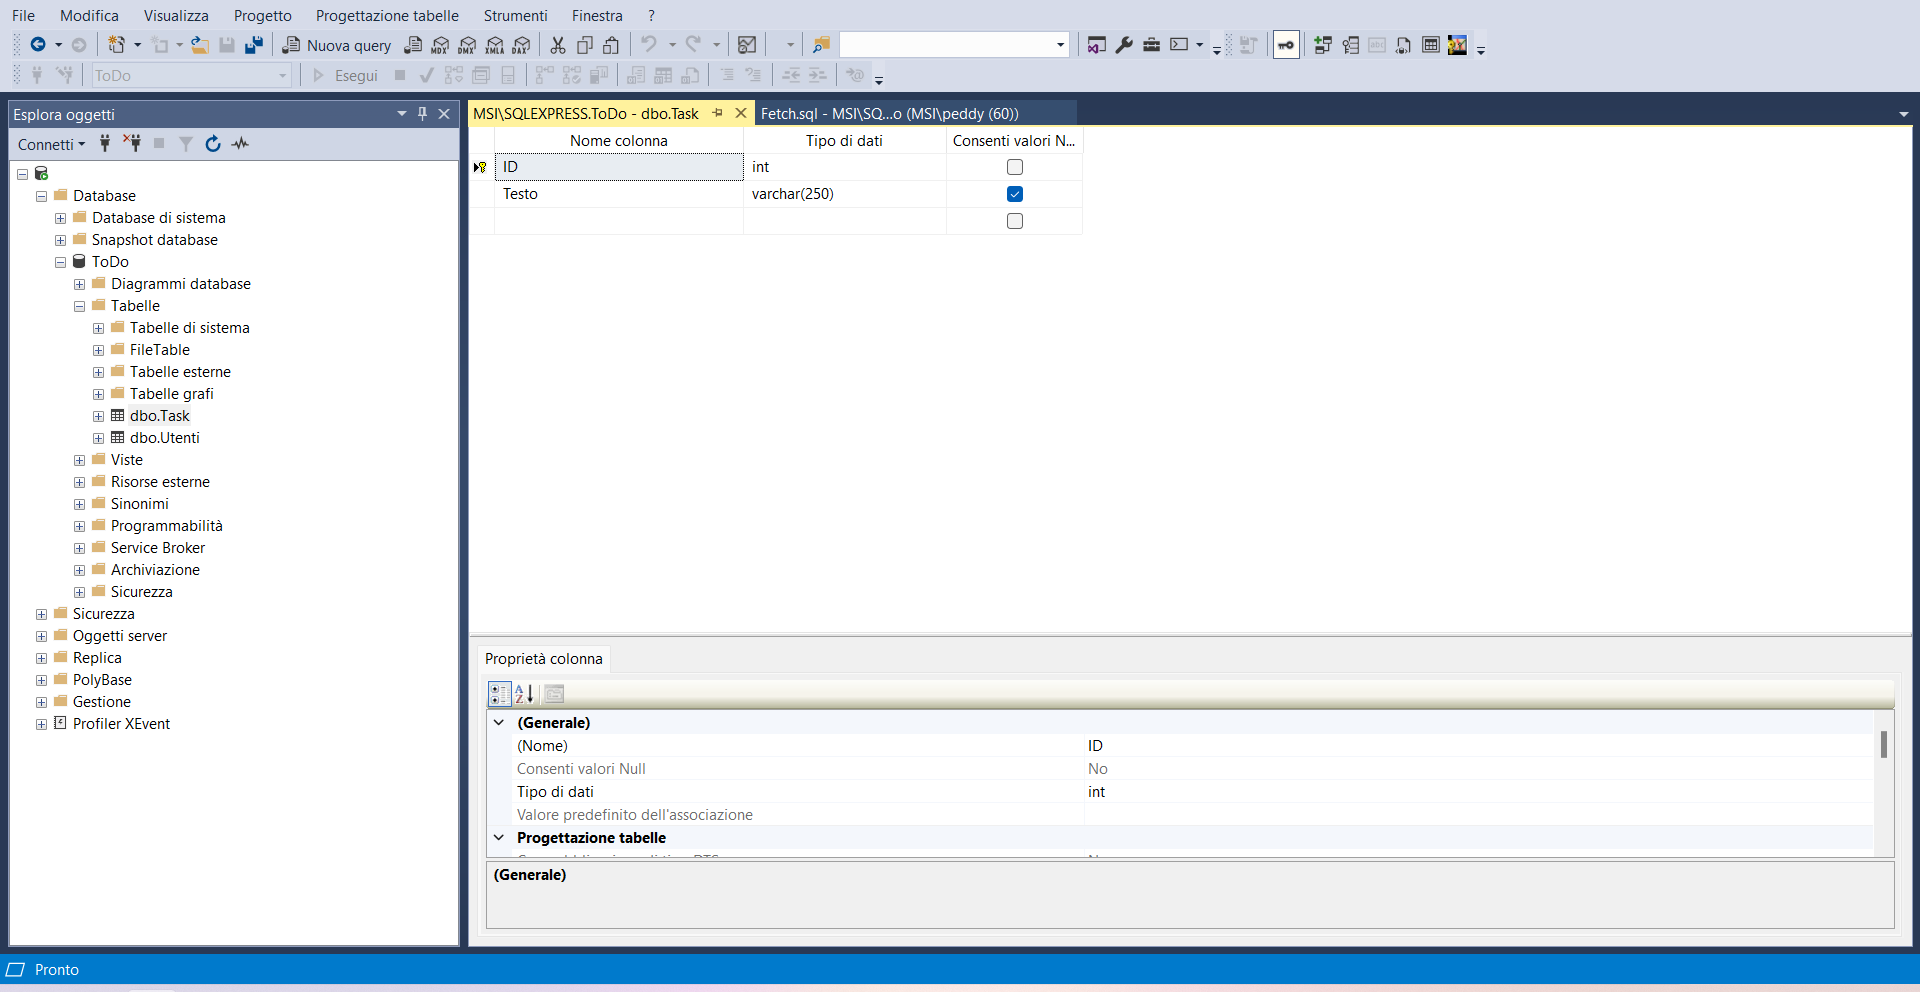 File Modifica Visualizza Progetto Progettazione tabelle Strumenti Finestra ?
Nuova query MDX DMX XMLA DAX
ToDo Esegui
Esplora oggetti
Connetti
Database
Database di sistema
Snapshot database
ToDo
Diagrammi database
Tabelle
Tabelle di sistema
FileTable
Tabelle esterne
Tabelle grafi
dbo.Task
dbo.Utenti
Viste
Risorse esterne
Sinonimi
Programmabilità
Service Broker
Archiviazione
Sicurezza
Sicurezza
Oggetti server
Replica
PolyBase
Gestione
Profiler XEvent
MSI\SQLEXPRESS.ToDo - dbo.Task Fetch.sql - MSI\SQ...o (MSI\peddy (60))
Nome colonna Tipo di dati Consenti valori N...
ID int
Testo varchar(250)
Proprietà colonna
(Generale)
(Nome) ID
Consenti valori Null No
Tipo di dati int
Valore predefinito dell'associazione
Progettazione tabelle
(Generale)
Pronto